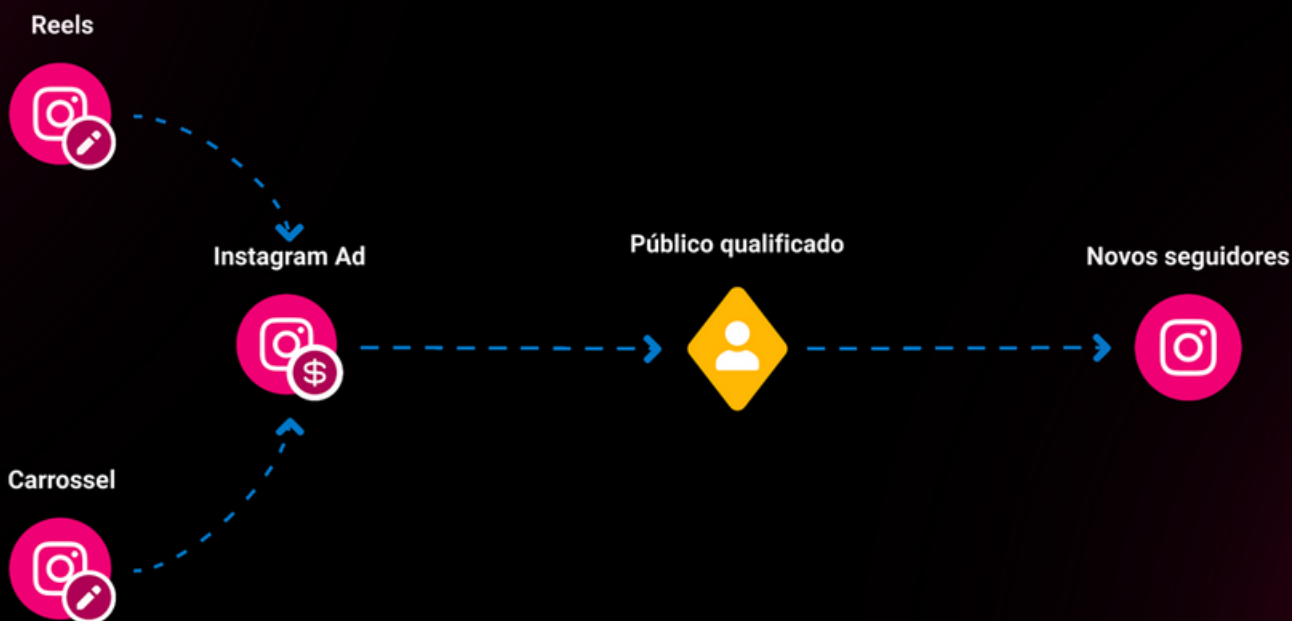 Reels
Instagram Ad
Público qualificado
Novos seguidores
Carrossel
$